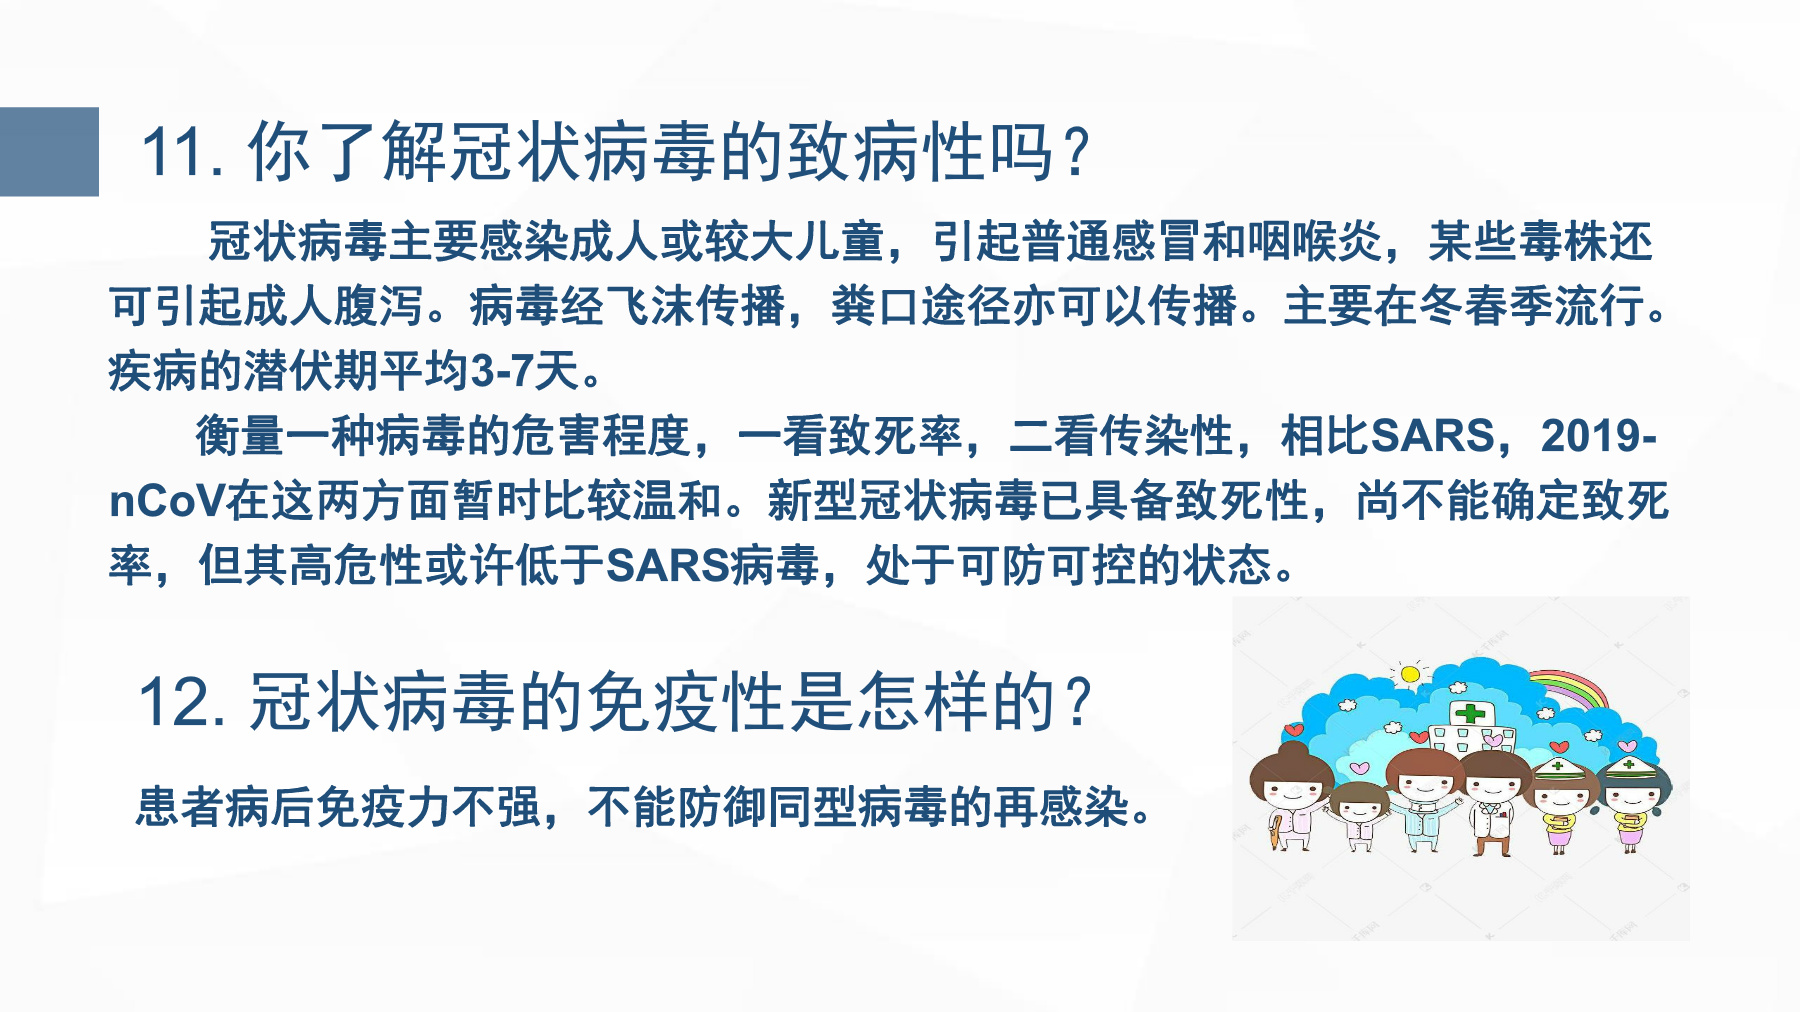 11. 你了解冠状病毒的致病性吗？
冠状病毒主要感染成人或较大儿童，引起普通感冒和咽喉炎，某些毒株还
可引起成人腹泻。病毒经飞沫传播，粪口途径亦可以传播。主要在冬春季流行。
疾病的潜伏期平均3-7天。
衡量一种病毒的危害程度，一看致死率，二看传染性，相比SARS，2019-
nCoV在这两方面暂时比较温和。新型冠状病毒已具备致死性，尚不能确定致死
率，但其高危性或许低于SARS病毒，处于可防可控的状态。
12. 冠状病毒的免疫性是怎样的？
患者病后免疫力不强，不能防御同型病毒的再感染。